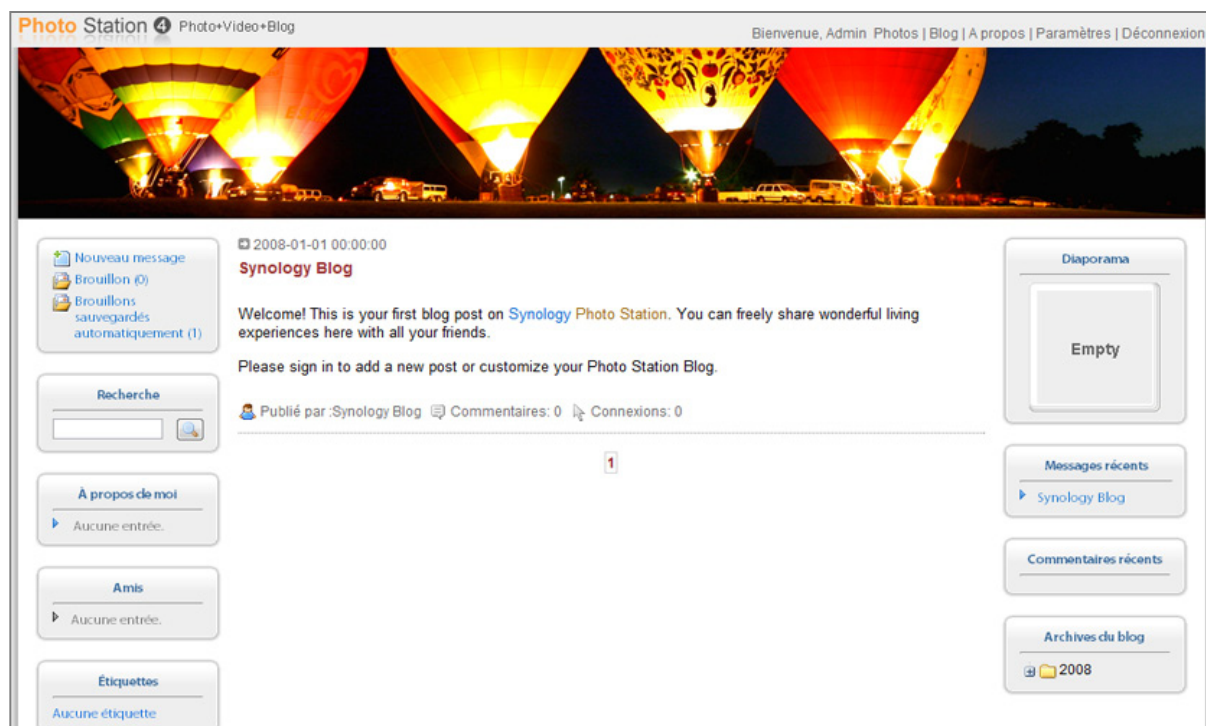 Photo Station 4 Photo+Video+Blog
Bienvenue, Admin Photos | Blog | A propos | Paramètres | Déconnexion
Nouveau message
Brouillon (0)
Brouillons
sauvegardés
automatiquement (1)
Recherche
À propos de moi
Aucune entrée.
Amis
Aucune entrée.
Étiquettes
Aucune étiquette
2008-01-01 00:00:00
Synology Blog
Welcome! This is your first blog post on Synology Photo Station. You can freely share wonderful living
experiences here with all your friends.
Please sign in to add a new post or customize your Photo Station Blog.
Publié par :Synology Blog Commentaires: 0 Connexions: 0
1
Diaporama
Empty
Messages récents
Synology Blog
Commentaires récents
Archives du blog
2008